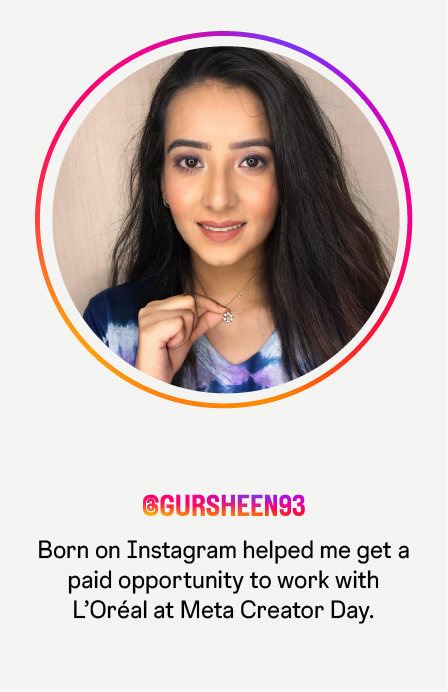 @GURSHEEN93
Born on Instagram helped me get a
paid opportunity to work with
L’Oréal at Meta Creator Day.